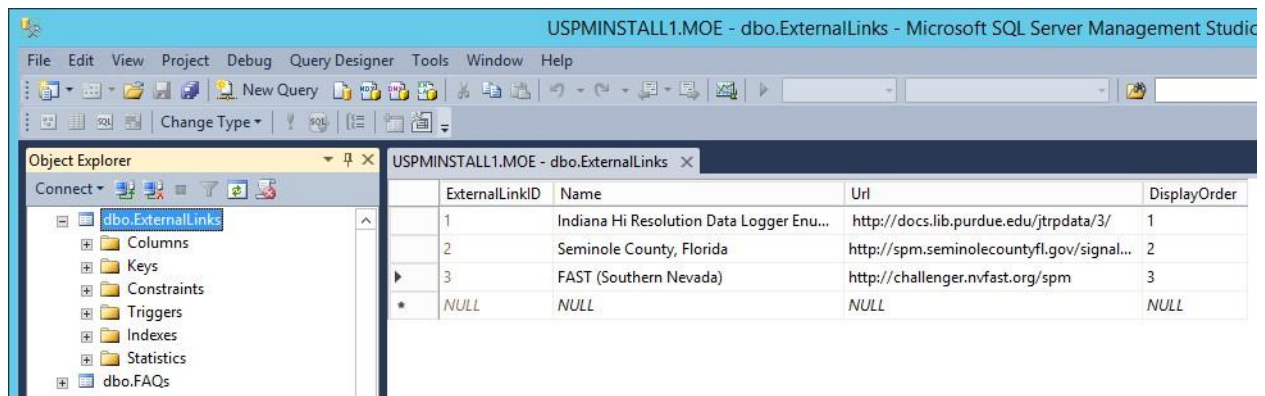 USPMINSTALL1.MOE - dbo.ExternalLinks - Microsoft SQL Server Management Studio
File Edit View Project Debug Query Designer Tools Window Help
New Query
Change Type
Object Explorer
USPMINSTALL1.MOE - dbo.ExternalLinks
Connect
ExternalLinkID Name Url DisplayOrder
dbo.ExternalLinks
1 Indiana Hi Resolution Data Logger Enu... http://docs.lib.purdue.edu/jtrpdata/3/ 1
Columns
2 Seminole County, Florida http://spm.seminolecountyfl.gov/signal... 2
Keys
3 FAST (Southern Nevada) http://challenger.nvfast.org/spm 3
Constraints
NULL NULL NULL NULL
Triggers
Indexes
Statistics
dbo.FAQs